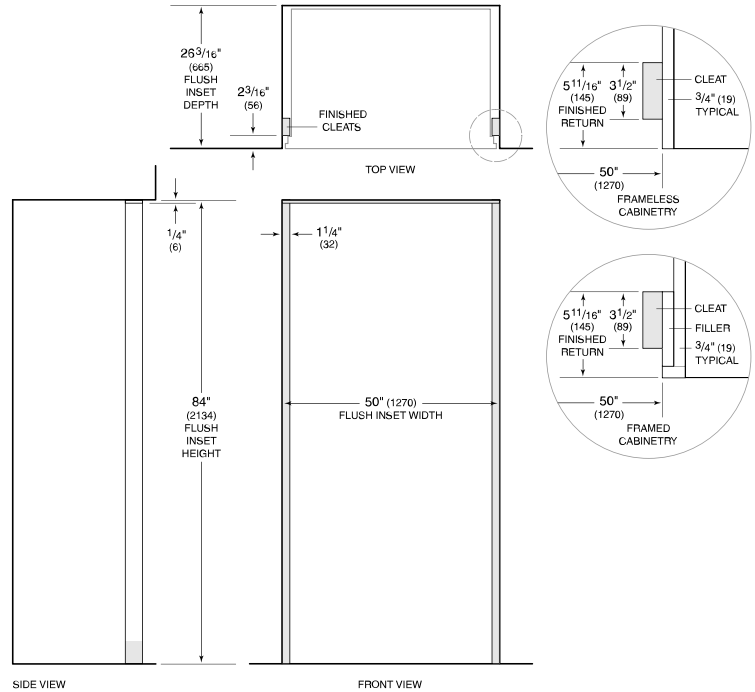 26 3/16"
(665)
FLUSH
INSET
DEPTH
2 3/16"
(56)
FINISHED
CLEATS
TOP VIEW
5 11/16"
(145)
FINISHED
RETURN
3 1/2"
(89)
CLEAT
3/4" (19)
TYPICAL
50"
(1270)
FRAMELESS
CABINETRY
1/4"
(6)
84"
(2134)
FLUSH
INSET
HEIGHT
SIDE VIEW
1 1/4"
(32)
50" (1270)
FLUSH INSET WIDTH
FRONT VIEW
5 11/16"
(145)
FINISHED
RETURN
3 1/2"
(89)
CLEAT
FILLER
3/4" (19)
TYPICAL
50"
(1270)
FRAMED
CABINETRY